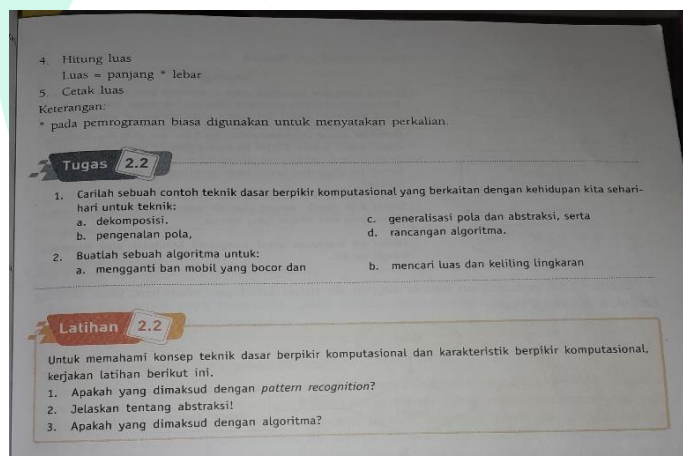 4. Hitung luas
Luas = panjang * lebar
5. Cetak luas
Keterangan:
* pada pemrograman biasa digunakan untuk menyatakan perkalian.
Tugas 2.2
1. Carilah sebuah contoh teknik dasar berpikir komputasional yang berkaitan dengan kehidupan kita sehari-
hari untuk teknik:
a. dekomposisi.
b. pengenalan pola,
c. generalisasi pola dan abstraksi, serta
d. rancangan algoritma.
2. Buatlah sebuah algoritma untuk:
a. mengganti ban mobil yang bocor dan
b. mencari luas dan keliling lingkaran
Latihan 2.2
Untuk memahami konsep teknik dasar berpikir komputasional dan karakteristik berpikir komputasional,
kerjakan latihan berikut ini.
1. Apakah yang dimaksud dengan pattern recognition?
2. Jelaskan tentang abstraksi!
3. Apakah yang dimaksud dengan algoritma?